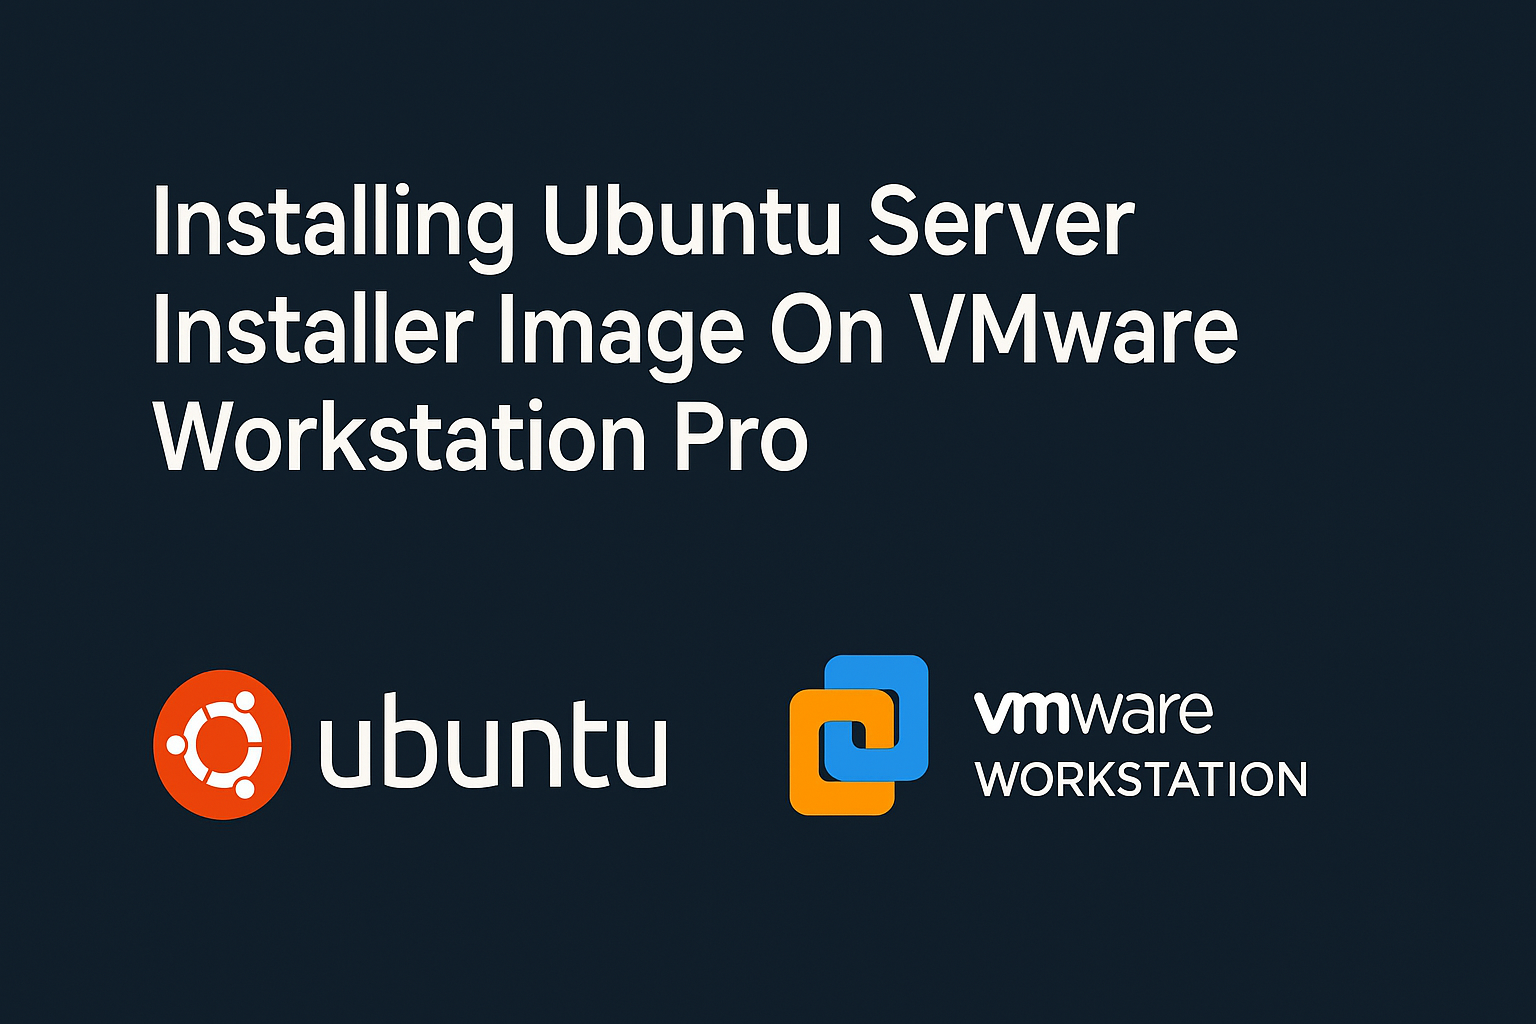 Installing Ubuntu Server
Installer Image On VMware
Workstation Pro
ubuntu
vmware
WORKSTATION